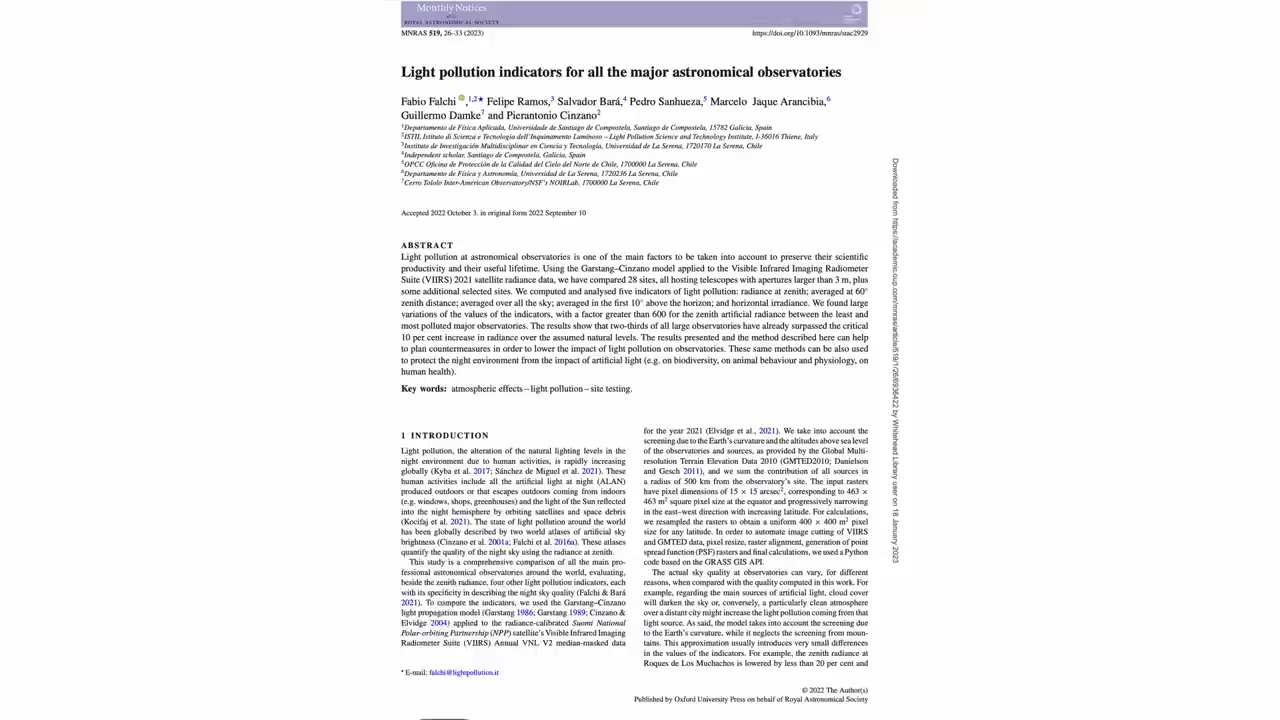 Monthly Notices
of the
ROYAL ASTRONOMICAL SOCIETY
MNRAS 519, 26–33 (2023)
https://doi.org/10.1093/mnras/stac2929
Light pollution indicators for all the major astronomical observatories
Fabio Falchi ,1,2★ Felipe Ramos,3 Salvador Bará,4 Pedro Sanhueza,5 Marcelo Jaque Arancibia,6
Guillermo Damke7 and Pierantonio Cinzano2
1Departamento de Física Aplicada, Universidade de Santiago de Compostela, Santiago de Compostela, 15782 Galicia, Spain
2ISTIL Istituto di Scienza e Tecnologia dell'Inquinamento Luminoso – Light Pollution Science and Technology Institute, I-36016 Thiene, Italy
3Instituto de Investigación Multidisciplinar en Ciencia y Tecnología, Universidad de La Serena, 1720170 La Serena, Chile
4Independent scholar, Santiago de Compostela, Galicia, Spain
5OPCC Oficina de Protección de la Calidad del Cielo del Norte de Chile, 1700000 La Serena, Chile
6Departamento de Física y Astronomía, Universidad de La Serena, 1720236 La Serena, Chile
7Cerro Tololo Inter-American Observatory/NSF's NOIRLab, 1700000 La Serena, Chile
Accepted 2022 October 3. in original form 2022 September 10
ABSTRACT
Light pollution at astronomical observatories is one of the main factors to be taken into account to preserve their scientific
productivity and their useful lifetime. Using the Garstang–Cinzano model applied to the Visible Infrared Imaging Radiometer
Suite (VIIRS) 2021 satellite radiance data, we have compared 28 sites, all hosting telescopes with apertures larger than 3 m, plus
some additional selected sites. We computed and analysed five indicators of light pollution: radiance at zenith; averaged at 60°
zenith distance; averaged over all the sky; averaged in the first 10° above the horizon; and horizontal irradiance. We found large
variations of the values of the indicators, with a factor greater than 600 for the zenith artificial radiance between the least and
most polluted major observatories. The results show that two-thirds of all large observatories have already surpassed the critical
10 per cent increase in radiance over the assumed natural levels. The results presented and the method described here can help
to plan countermeasures in order to lower the impact of light pollution on observatories. These same methods can be also used
to protect the night environment from the impact of artificial light (e.g. on biodiversity, on animal behaviour and physiology, on
human health).
Key words: atmospheric effects – light pollution – site testing.
1 INTRODUCTION
Light pollution, the alteration of the natural lighting levels in the
night environment due to human activities, is rapidly increasing
globally (Kyba et al. 2017; Sánchez de Miguel et al. 2021). These
human activities include all the artificial light at night (ALAN)
produced outdoors or that escapes outdoors coming from indoors
(e.g. windows, shops, greenhouses) and the light of the Sun reflected
into the night hemisphere by orbiting satellites and space debris
(Kocifaj et al. 2021). The state of light pollution around the world
has been globally described by two world atlases of artificial sky
brightness (Cinzano et al. 2001a; Falchi et al. 2016a). These atlases
quantify the quality of the night sky using the radiance at zenith.
This study is a comprehensive comparison of all the main pro-
fessional astronomical observatories around the world, evaluating,
beside the zenith radiance, four other light pollution indicators, each
with its specificity in describing the night sky quality (Falchi & Bará
2021). To compute the indicators, we used the Garstang–Cinzano
light propagation model (Garstang 1986; Garstang 1989; Cinzano &
Elvidge 2004) applied to the radiance-calibrated Suomi National
Polar-orbiting Partnership (NPP) satellite's Visible Infrared Imaging
Radiometer Suite (VIIRS) Annual VNL V2 median-masked data
* E-mail: falchi@lightpollution.it
for the year 2021 (Elvidge et al., 2021). We take into account the
screening due to the Earth's curvature and the altitudes above sea level
of the observatories and sources, as provided by the Global Multi-
resolution Terrain Elevation Data 2010 (GMTED2010; Danielson
and Gesch 2011), and we sum the contribution of all sources in
a radius of 500 km from the observatory's site. The input rasters
have pixel dimensions of 15 × 15 arcsec2, corresponding to 463 ×
463 m2 square pixel size at the equator and progressively narrowing
in the east–west direction with increasing latitude. For calculations,
we resampled the rasters to obtain a uniform 400 × 400 m2 pixel
size for any latitude. In order to automate image cutting of VIIRS
and GMTED data, pixel resize, raster alignment, generation of point
spread function (PSF) rasters and final calculations, we used a Python
code based on the GRASS GIS API.
The actual sky quality at observatories can vary, for different
reasons, when compared with the quality computed in this work. For
example, regarding the main sources of artificial light, cloud cover
will darken the sky or, conversely, a particularly clean atmosphere
over a distant city might increase the light pollution coming from that
light source. As said, the model takes into account the screening due
to the Earth's curvature, while it neglects the screening from moun-
tains. This approximation usually introduces very small differences
in the values of the indicators. For example, the zenith radiance at
Roques de Los Muchachos is lowered by less than 20 per cent and
© 2022 The Author(s)
Published by Oxford University Press on behalf of Royal Astronomical Society
Downloaded from https://academic.oup.com/mnras/article/519/1/26/6936422 by Whitehead Library user on 18 January 2023